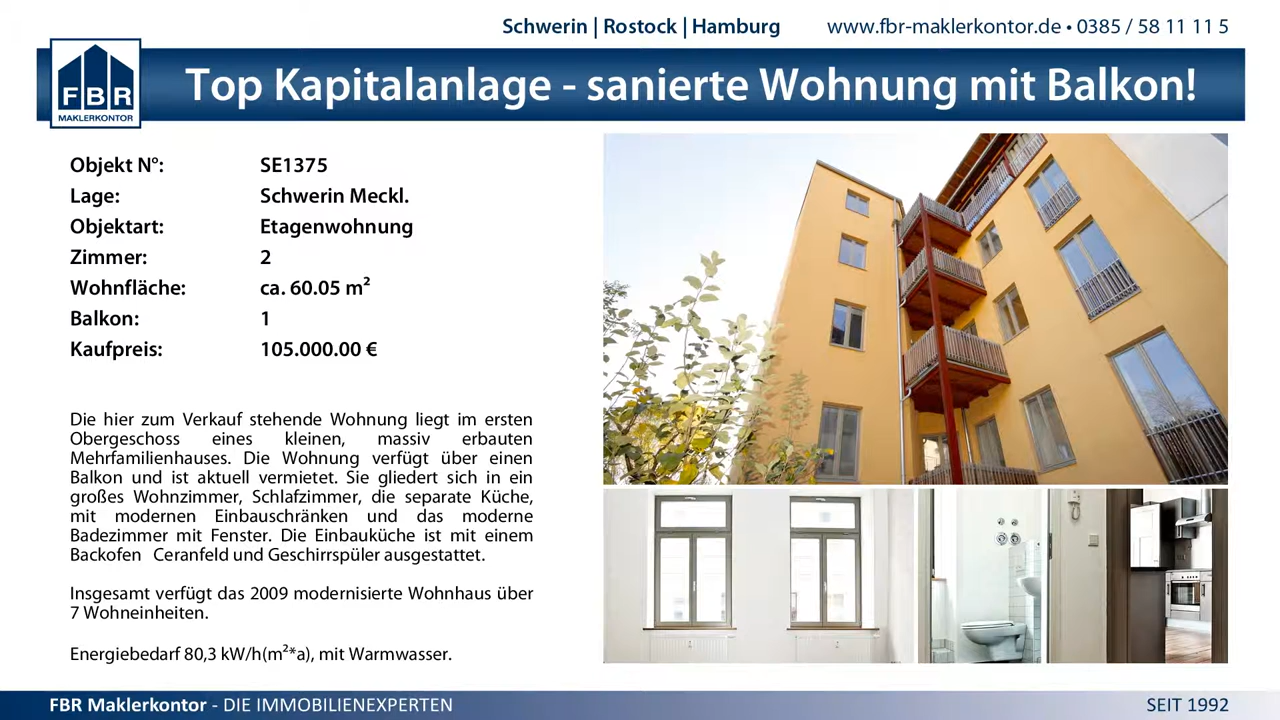 Schwerin | Rostock | Hamburg www.fbr-maklerkontor.de • 0385 / 58 11 11 5
FBR
MAKLERKONTOR
Top Kapitalanlage - sanierte Wohnung mit Balkon!
Objekt N°: SE1375
Lage: Schwerin Meckl.
Objektart: Etagenwohnung
Zimmer: 2
Wohnfläche: ca. 60.05 m²
Balkon: 1
Kaufpreis: 105.000.00 €
Die hier zum Verkauf stehende Wohnung liegt im ersten
Obergeschoss eines kleinen, massiv erbauten
Mehrfamilienhauses. Die Wohnung verfügt über einen
Balkon und ist aktuell vermietet. Sie gliedert sich in ein
großes Wohnzimmer, Schlafzimmer, die separate Küche,
mit modernen Einbauschränken und das moderne
Badezimmer mit Fenster. Die Einbauküche ist mit einem
Backofen Ceranfeld und Geschirrspüler ausgestattet.
Insgesamt verfügt das 2009 modernisierte Wohnhaus über
7 Wohneinheiten.
Energiebedarf 80,3 kW/h(m²*a), mit Warmwasser.
FBR Maklerkontor - DIE IMMOBILIENEXPERTEN SEIT 1992